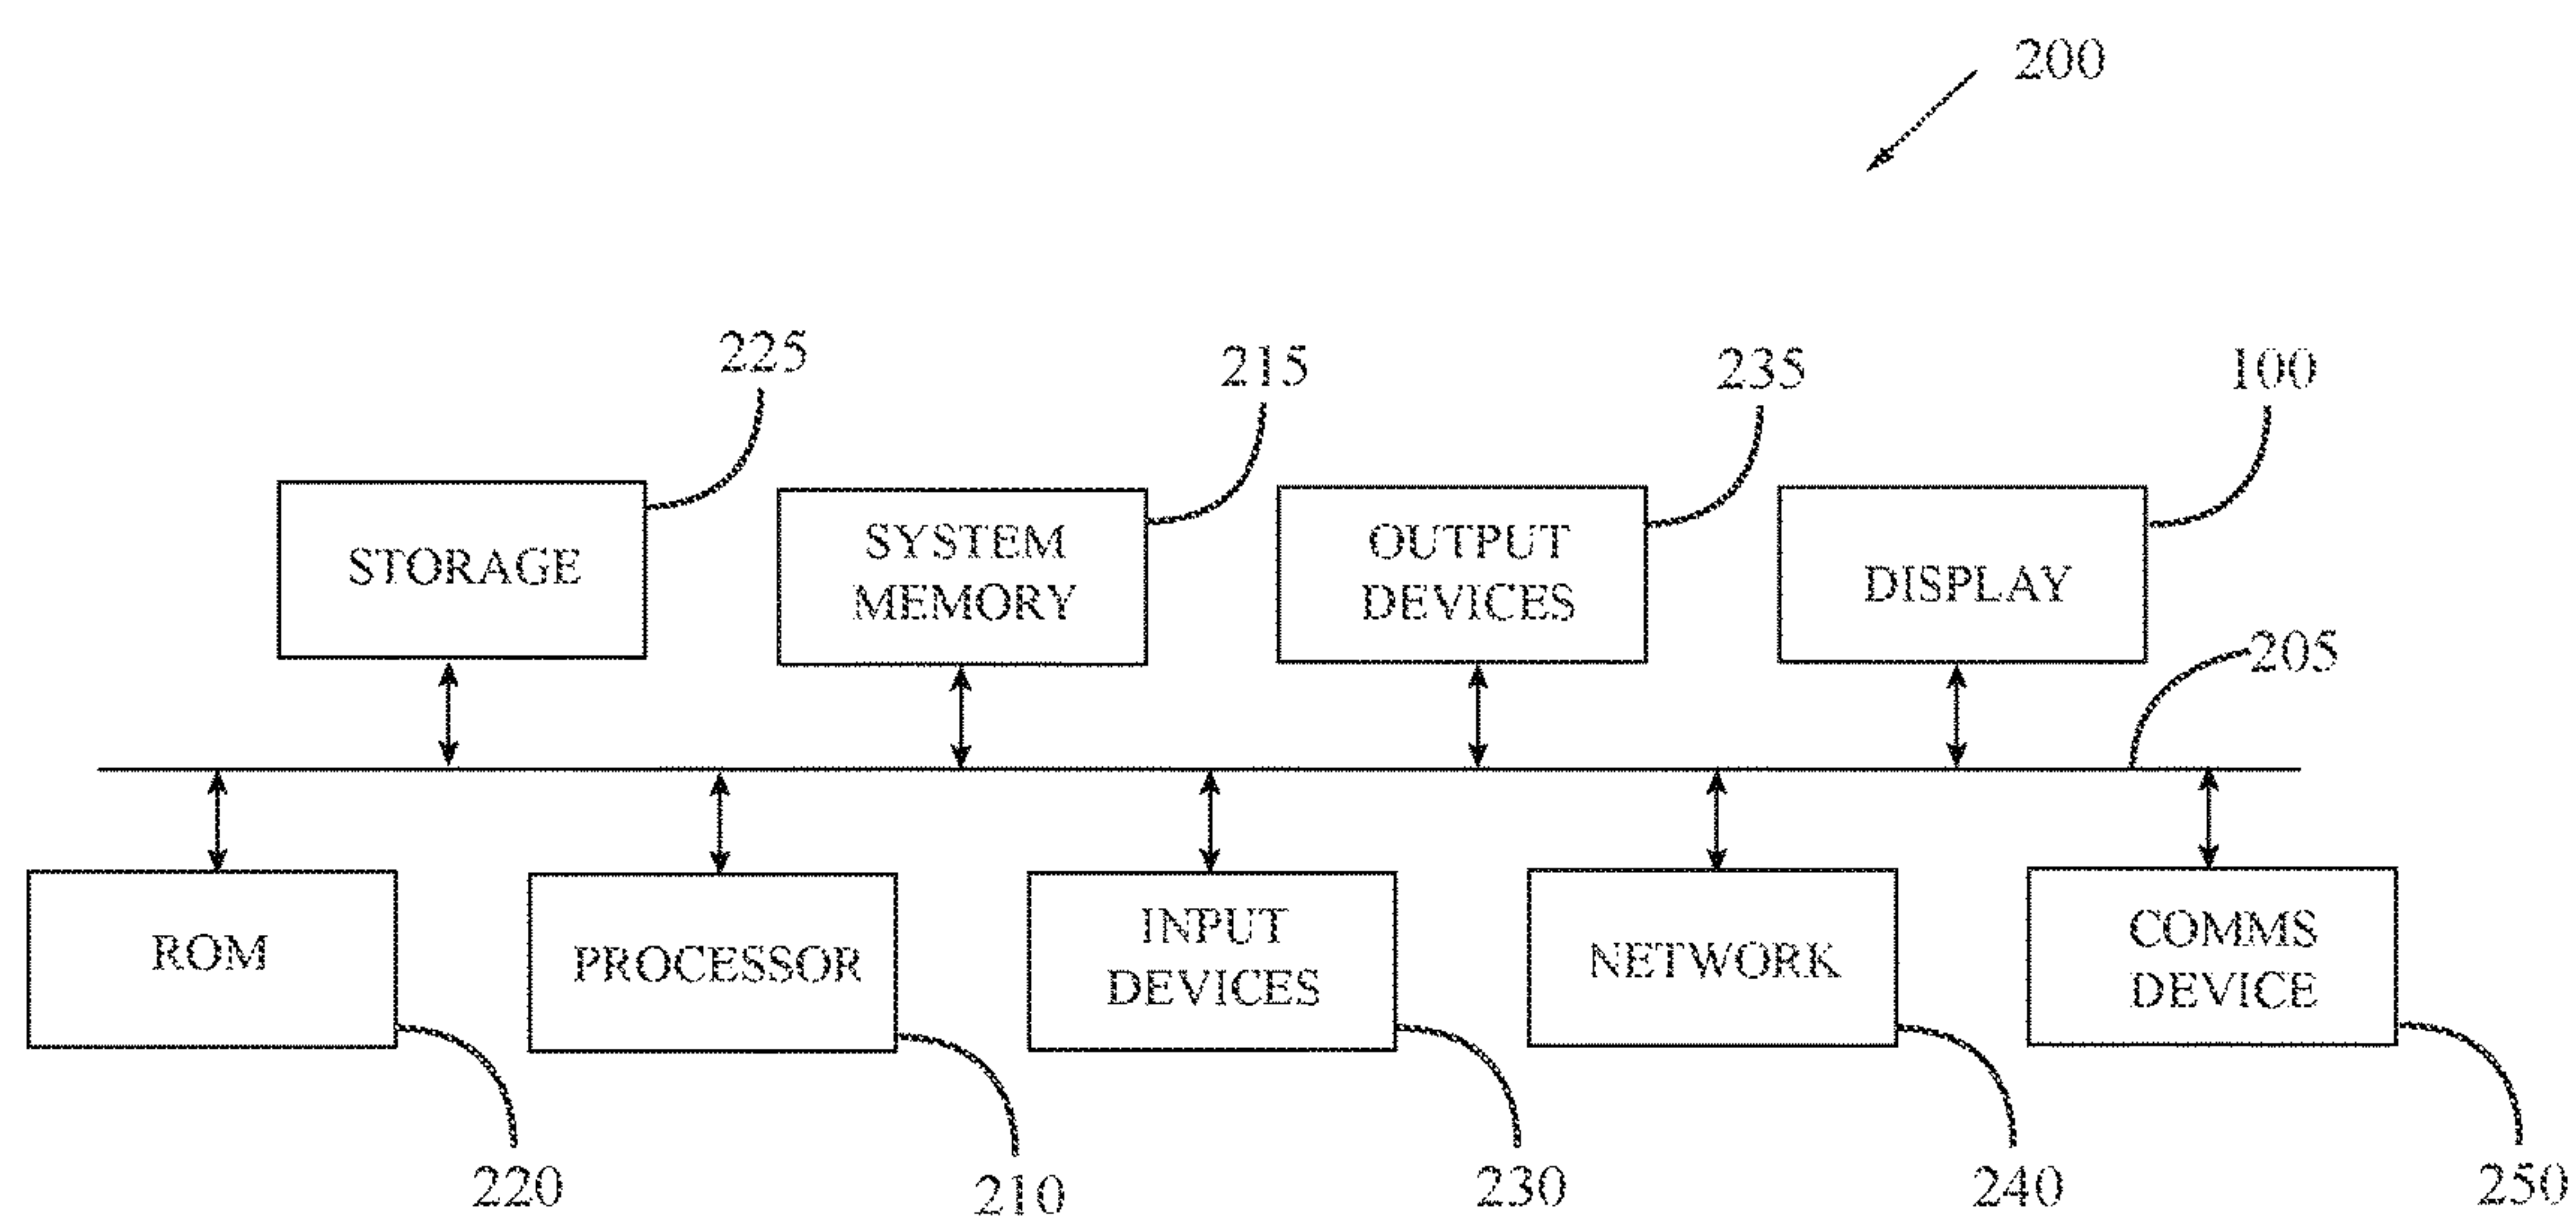 200
225
215
235
100
STORAGE
SYSTEM
MEMORY
OUTPUT
DEVICES
DISPLAY
205
ROM
PROCESSOR
INPUT
DEVICES
NETWORK
COMMS
DEVICE
220
210
230
240
250